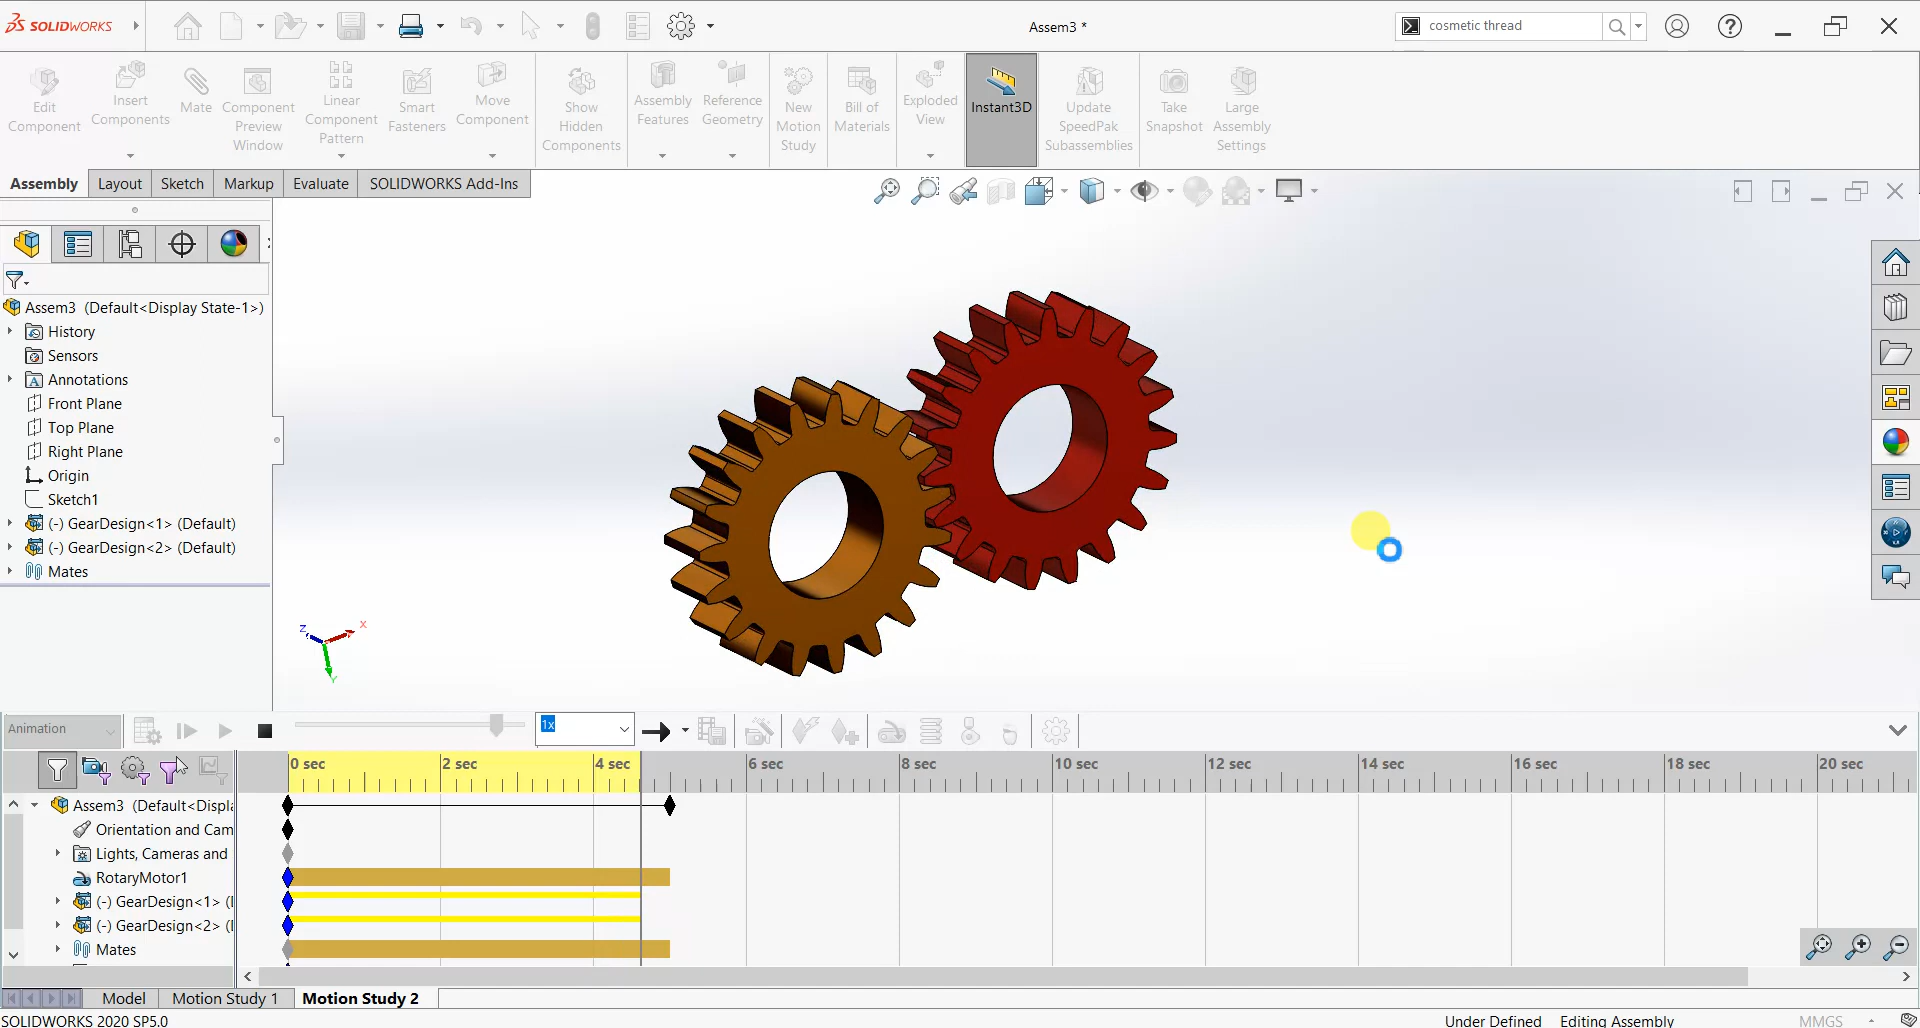 SOLIDWORKS
Assem3 *
cosmetic thread
Edit Component
Insert Components
Mate
Component Preview Window
Linear Component Pattern
Smart Fasteners
Move Component
Show Hidden Components
Assembly Features
Reference Geometry
New Motion Study
Bill of Materials
Exploded View
Instant3D
Update SpeedPak Subassemblies
Take Snapshot
Large Assembly Settings
Assembly
Layout
Sketch
Markup
Evaluate
SOLIDWORKS Add-Ins
Assem3 (Default<Display State-1>)
History
Sensors
Annotations
Front Plane
Top Plane
Right Plane
Origin
Sketch1
(-) GearDesign<1> (Default)
(-) GearDesign<2> (Default)
Mates
Z
X
Y
Animation
1x
0 sec
2 sec
4 sec
6 sec
8 sec
10 sec
12 sec
14 sec
16 sec
18 sec
20 sec
Assem3 (Default<Displa
Orientation and Cam
Lights, Cameras and
RotaryMotor1
(-) GearDesign<1> (
(-) GearDesign<2> (
Mates
Model
Motion Study 1
Motion Study 2
SOLIDWORKS 2020 SP5.0
Under Defined
Editing Assembly
MMGS